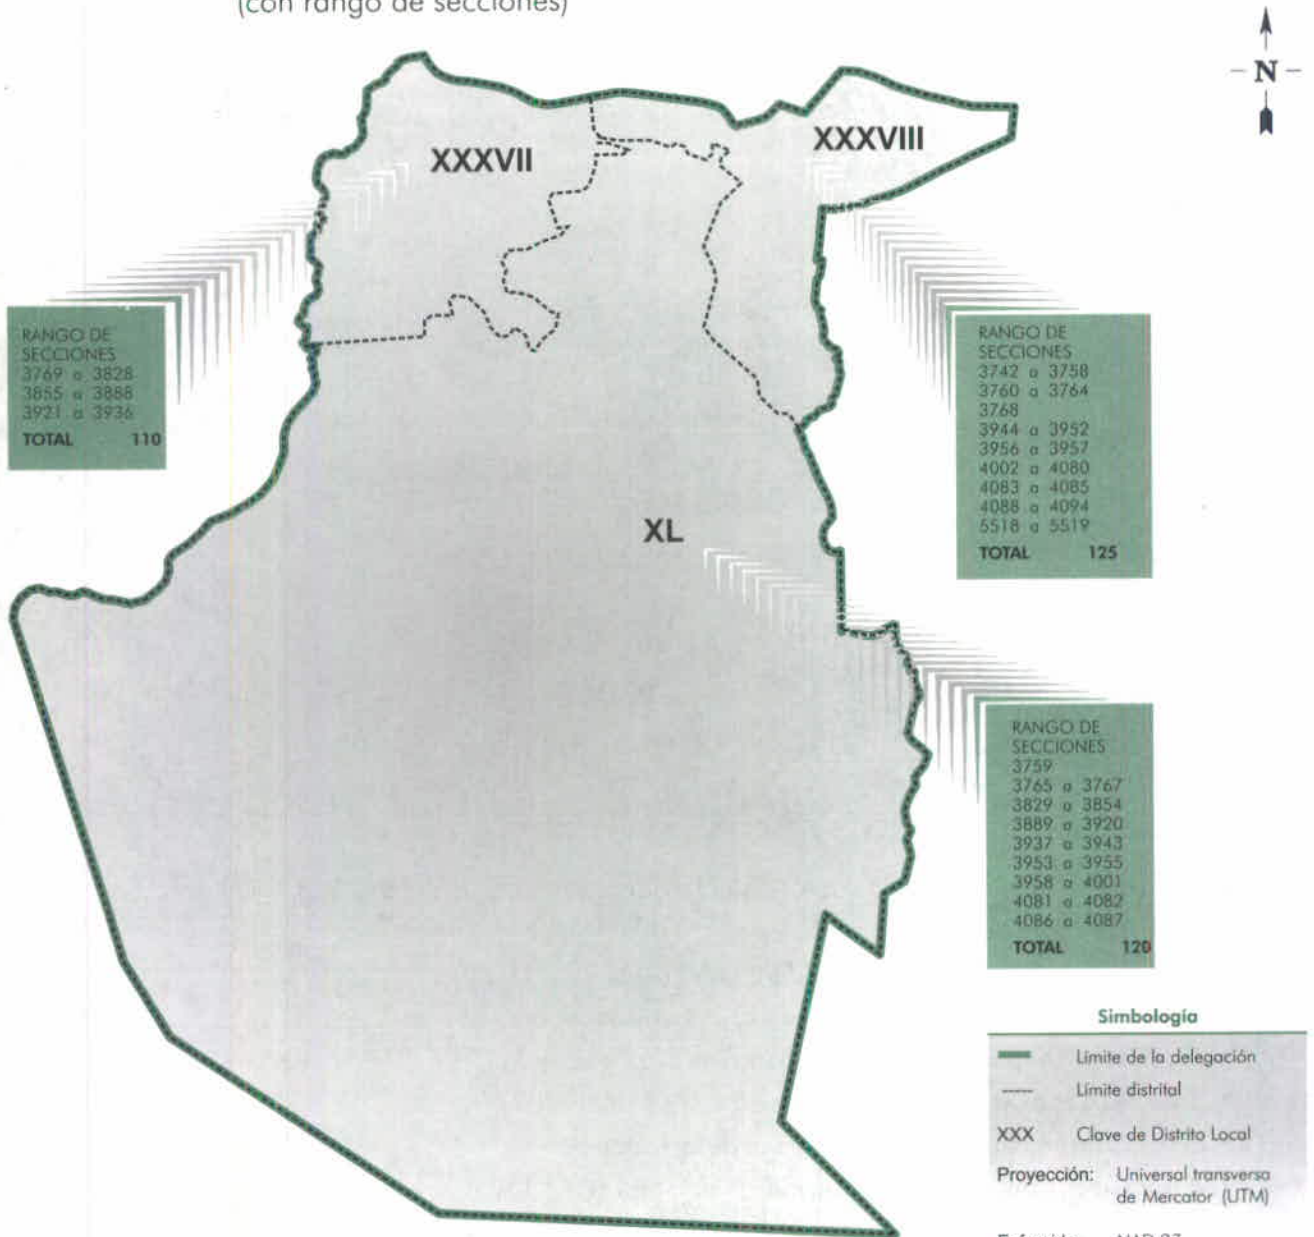 (con rango de secciones)
N
XXXVII
XXXVIII
RANGO DE
SECCIONES
3769 a 3828
3855 a 3888
3921 a 3936
TOTAL 110
RANGO DE
SECCIONES
3742 a 3758
3760 a 3764
3768
3944 a 3952
3956 a 3957
4002 a 4080
4083 a 4085
4088 a 4094
5518 a 5519
TOTAL 125
XL
RANGO DE
SECCIONES
3759
3765 a 3767
3829 a 3854
3889 a 3920
3937 a 3943
3953 a 3955
3958 a 4001
4081 a 4082
4086 a 4087
TOTAL 120
Simbología
Límite de la delegación
Límite distrital
XXX Clave de Distrito Local
Proyección: Universal transversa
de Mercator (UTM)